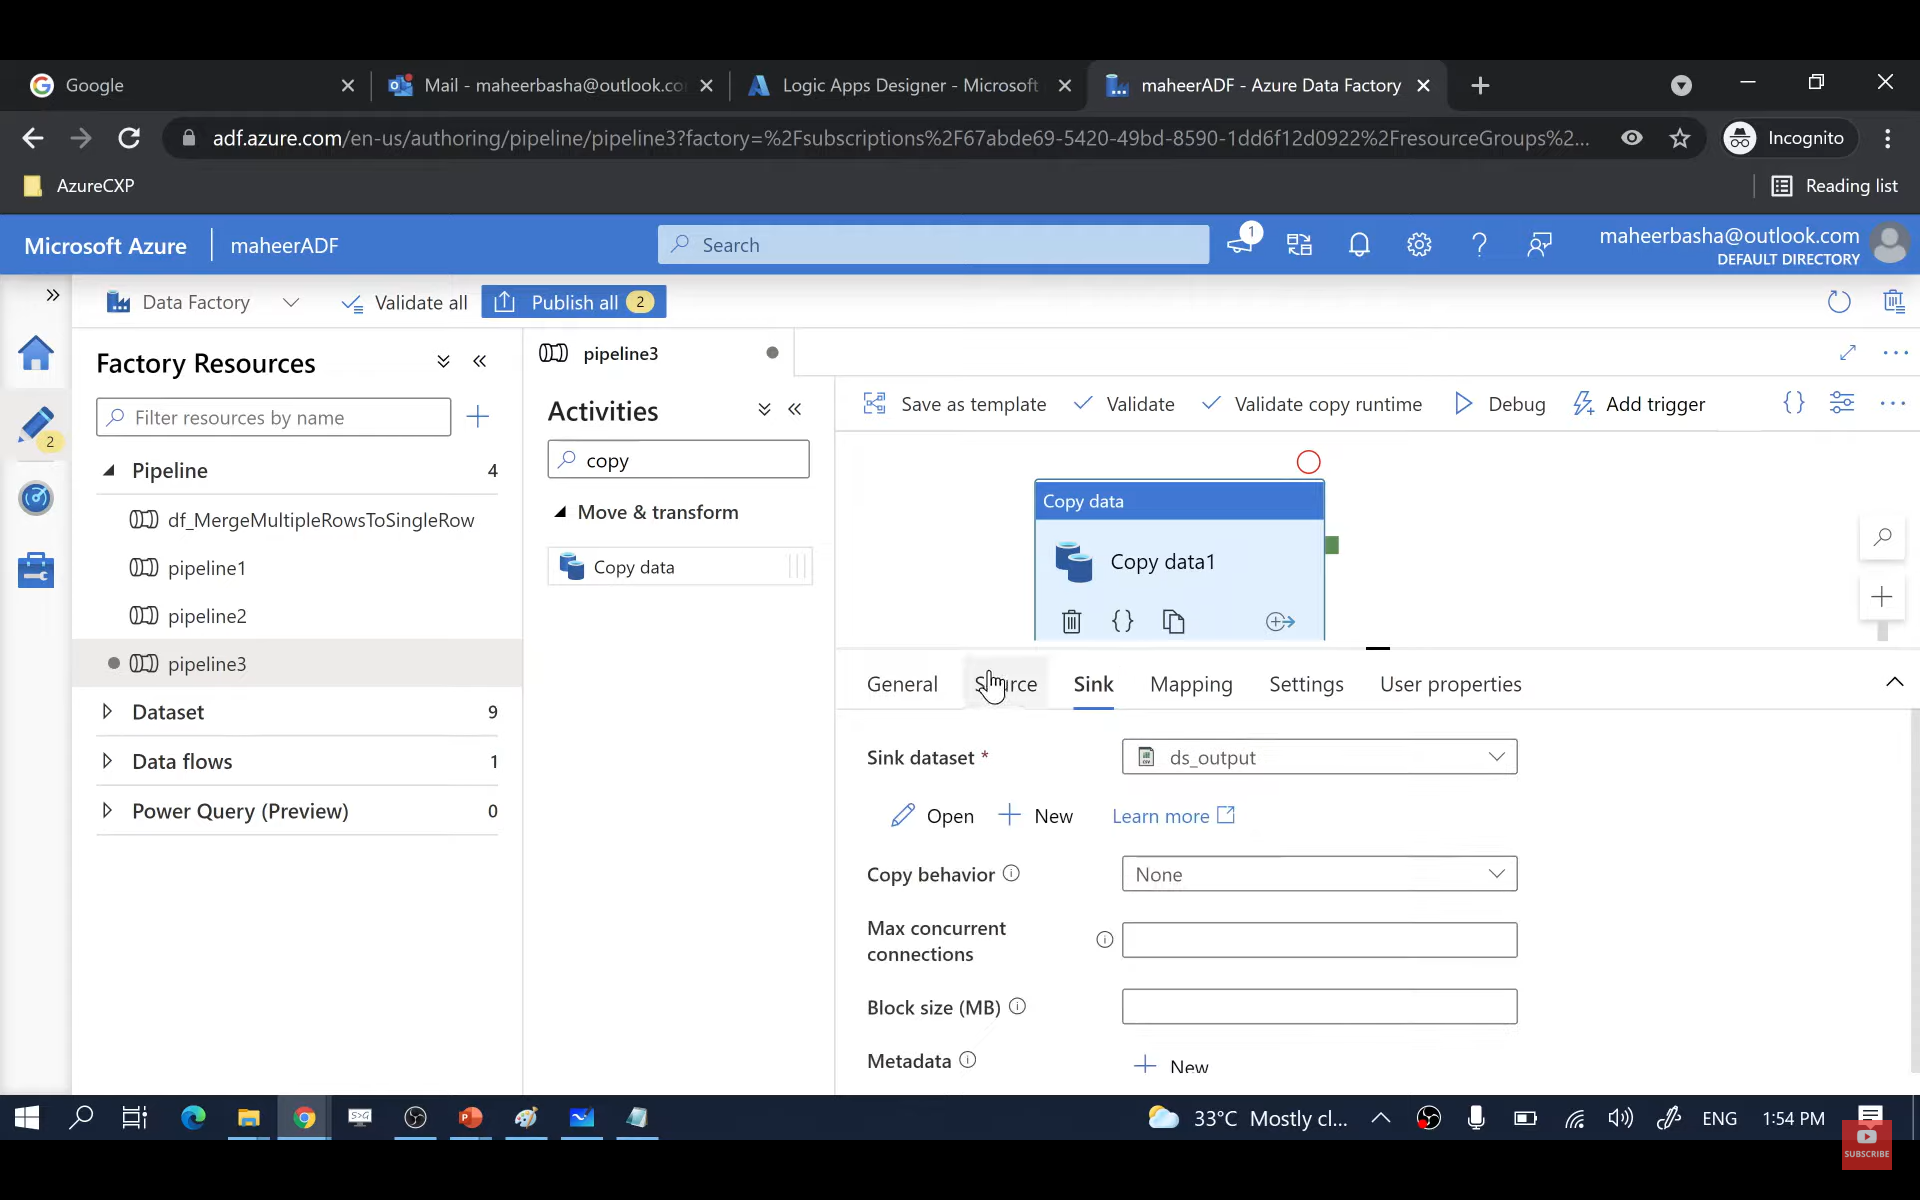 Google
Mail - maheerbasha@outlook.co
Logic Apps Designer - Microsoft
maheerADF - Azure Data Factory
adf.azure.com/en-us/authoring/pipeline/pipeline3?factory=%2Fsubscriptions%2F67abde69-5420-49bd-8590-1dd6f12d0922%2FresourceGroups%2...
Incognito
AzureCXP
Reading list
Microsoft Azure
maheerADF
Search
1
maheerbasha@outlook.com
DEFAULT DIRECTORY
Data Factory
Validate all
Publish all 2
Factory Resources
pipeline3
Filter resources by name
Activities
Save as template
Validate
Validate copy runtime
Debug
Add trigger
2
copy
Pipeline 4
Move & transform
Copy data
df_MergeMultipleRowsToSingleRow
pipeline1
pipeline2
pipeline3
Dataset 9
Data flows 1
Power Query (Preview) 0
Copy data
Copy data1
General
Source
Sink
Mapping
Settings
User properties
Sink dataset *
ds_output
Open
New
Learn more
Copy behavior
None
Max concurrent
connections
Block size (MB)
Metadata
New
33°C Mostly cl...
ENG
1:54 PM
SUBSCRIBE